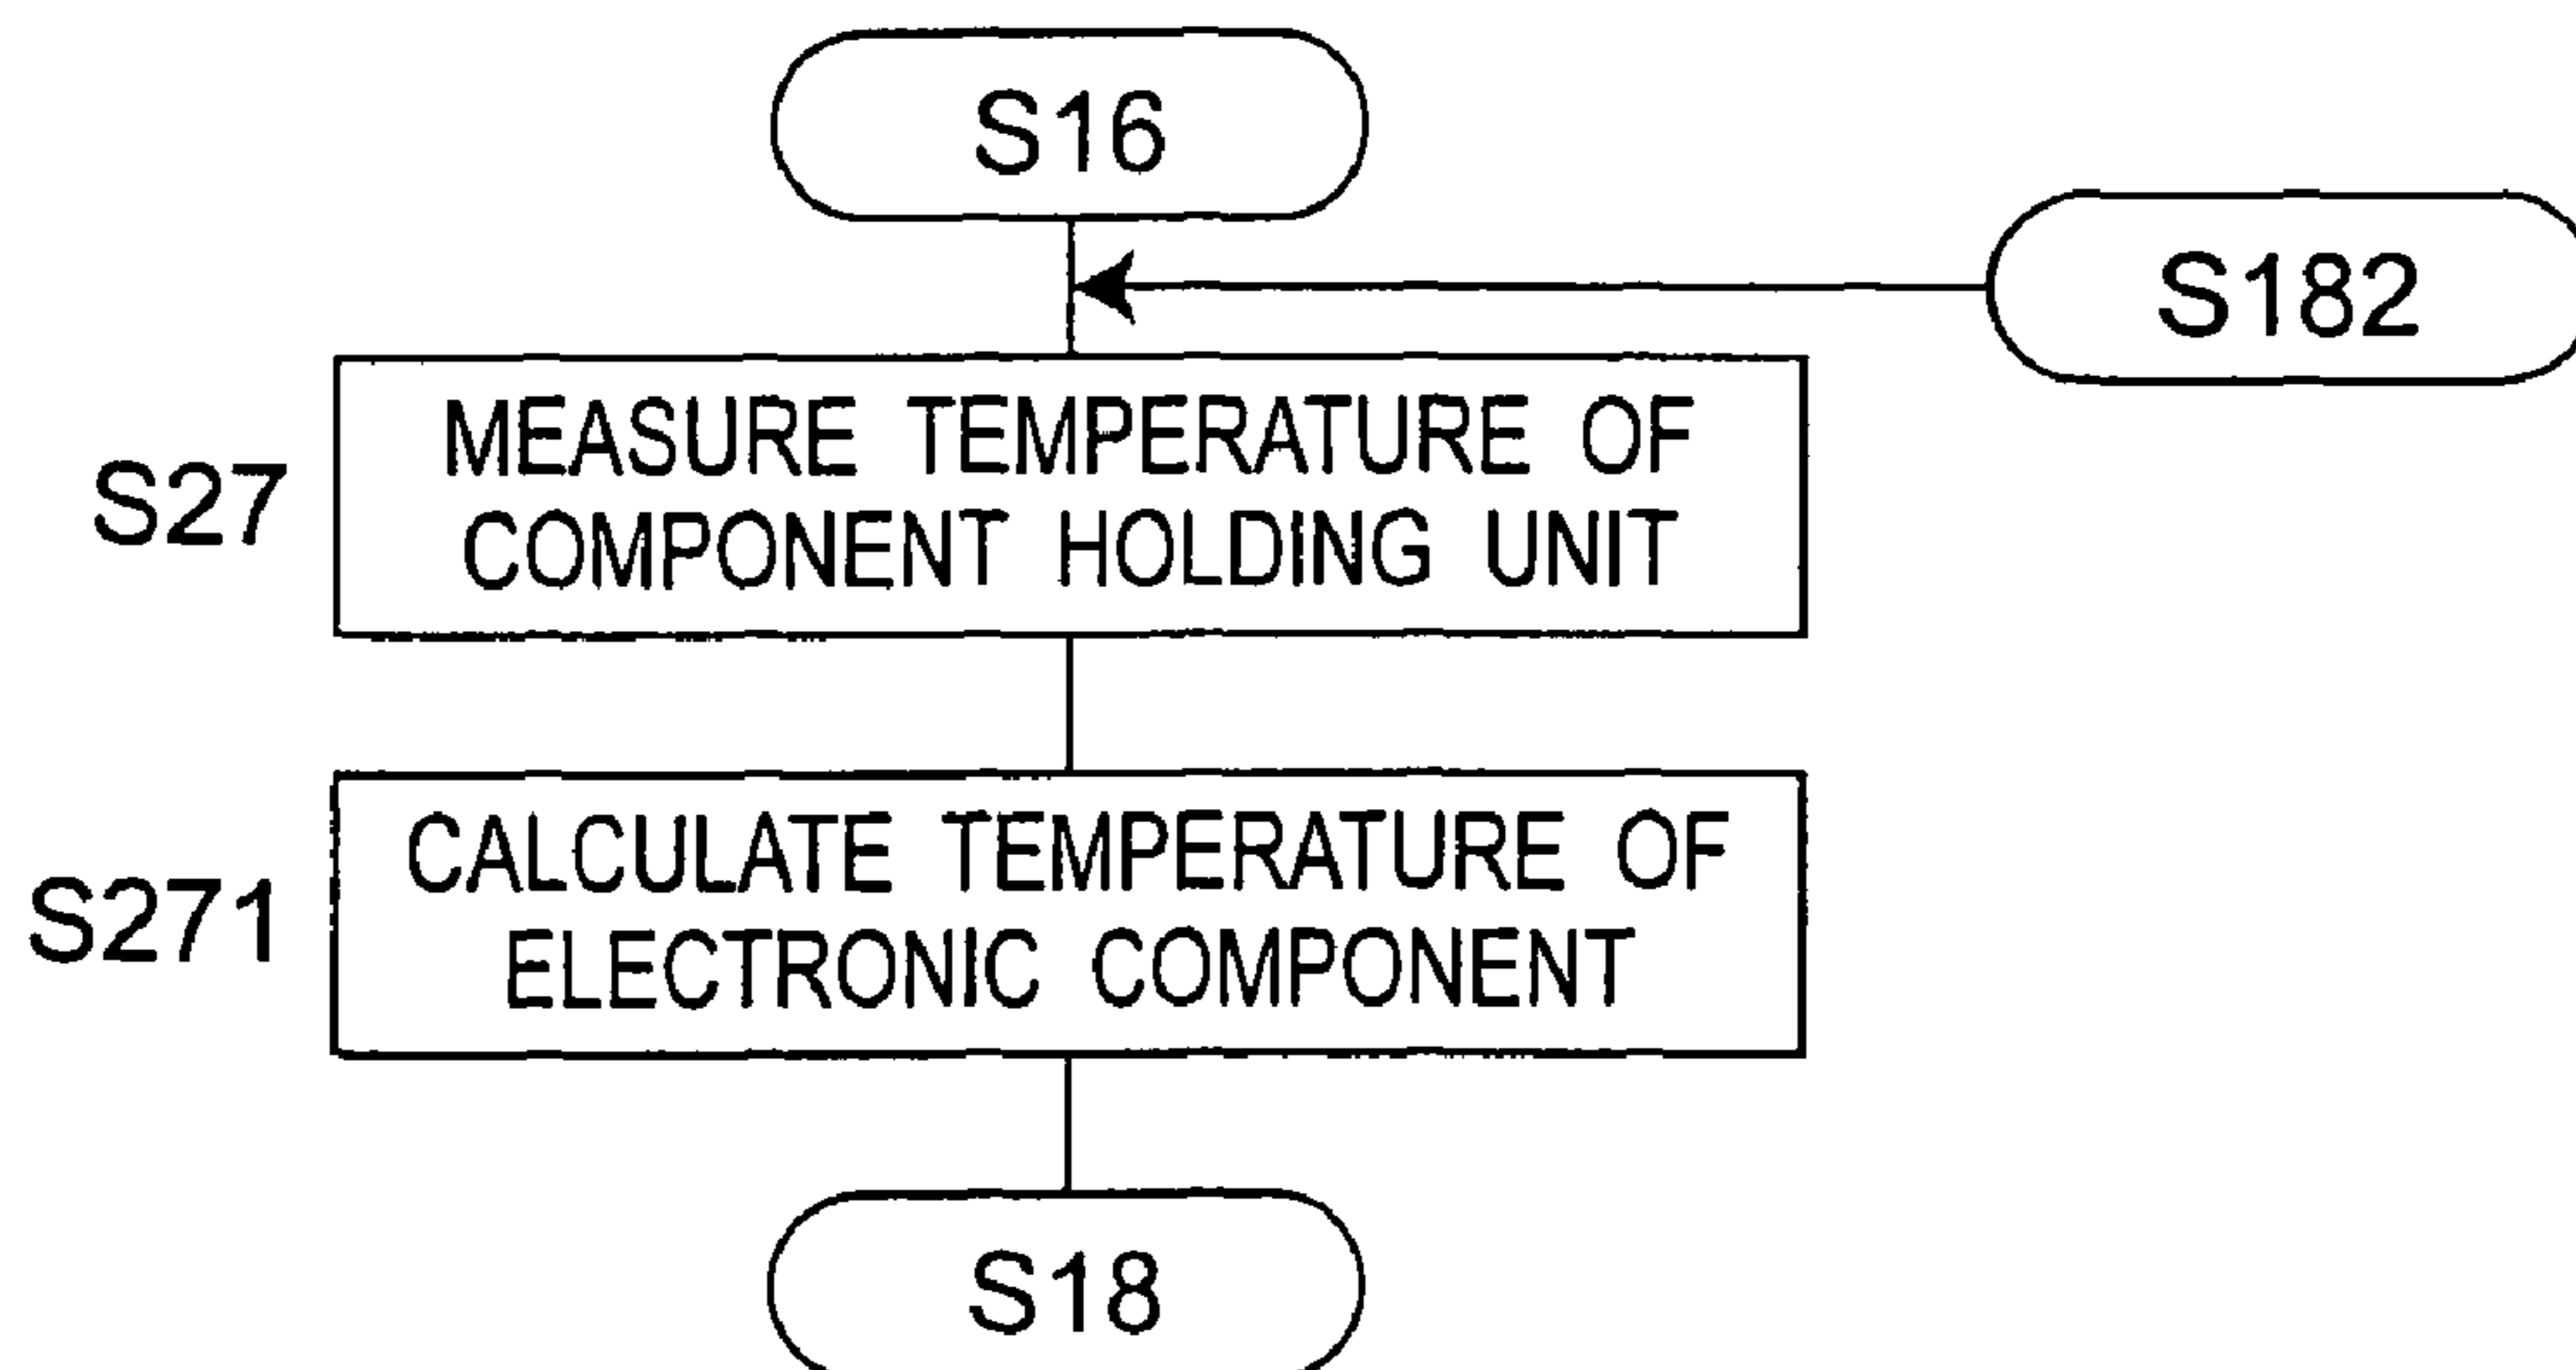 S16
S182
S27
MEASURE TEMPERATURE OF
COMPONENT HOLDING UNIT
S271
CALCULATE TEMPERATURE OF
ELECTRONIC COMPONENT
S18